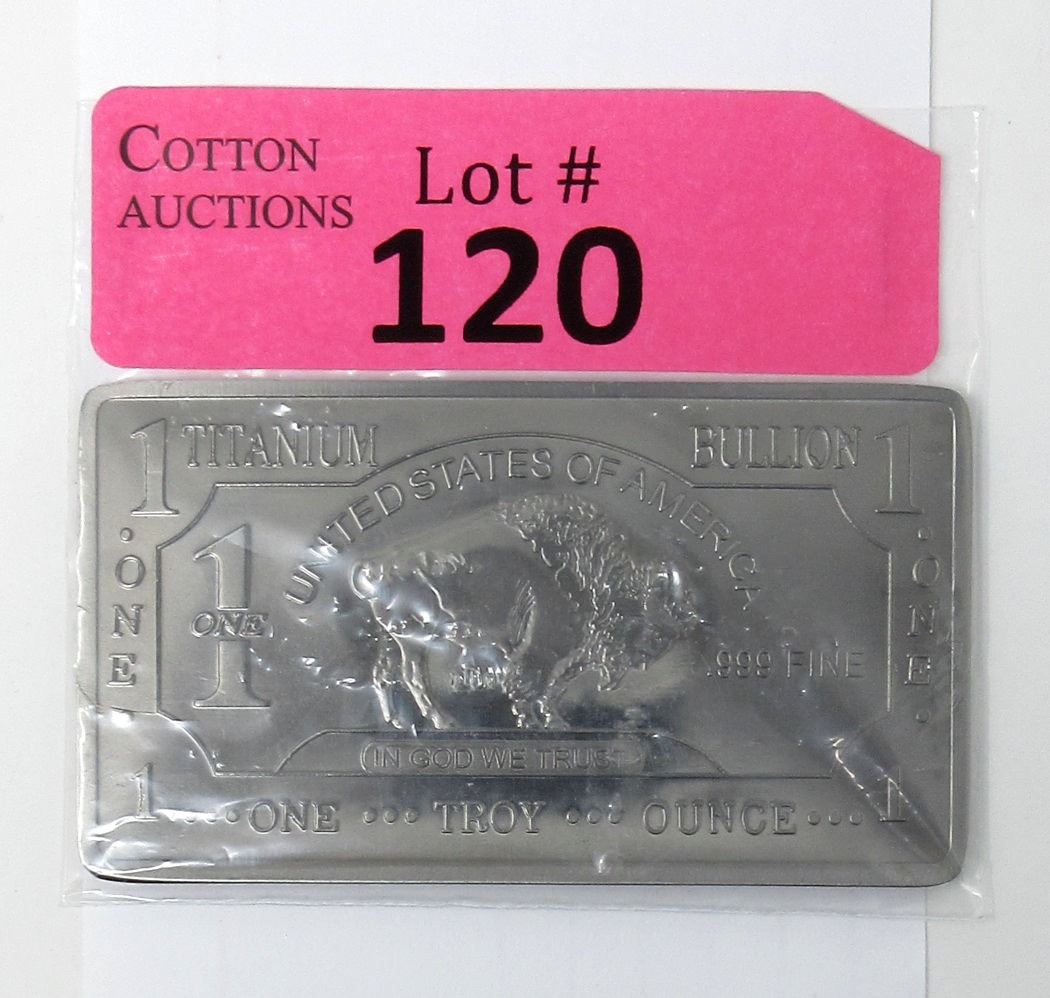 COTTON
AUCTIONS
Lot #
120
1 TITANIUM BULLION 1
UNITED STATES OF AMERICA
· ONE ·
1
ONE
.999 FINE
· ONE ·
IN GOD WE TRUST
1 ··· ONE ··· TROY ··· OUNCE ··· 1